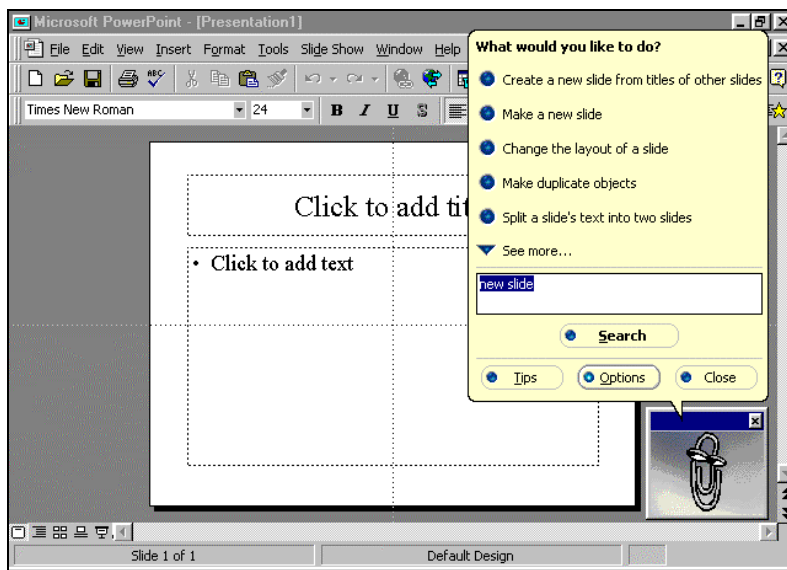 Microsoft PowerPoint - [Presentation1]
File Edit View Insert Format Tools Slide Show Window Help
ABC
Times New Roman 24 B I U S
Click to add tit
• Click to add text
What would you like to do?
Create a new slide from titles of other slides
Make a new slide
Change the layout of a slide
Make duplicate objects
Split a slide's text into two slides
See more...
new slide
Search
Tips Options Close
Slide 1 of 1 Default Design